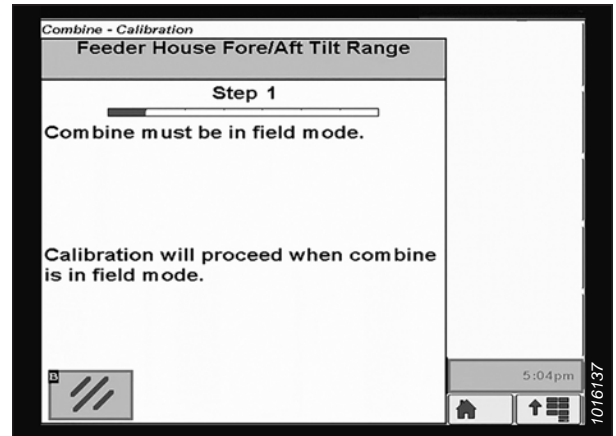 Combine - Calibration
Feeder House Fore/Aft Tilt Range
Step 1
Combine must be in field mode.
Calibration will proceed when combine
is in field mode.
B
5:04pm
1016137